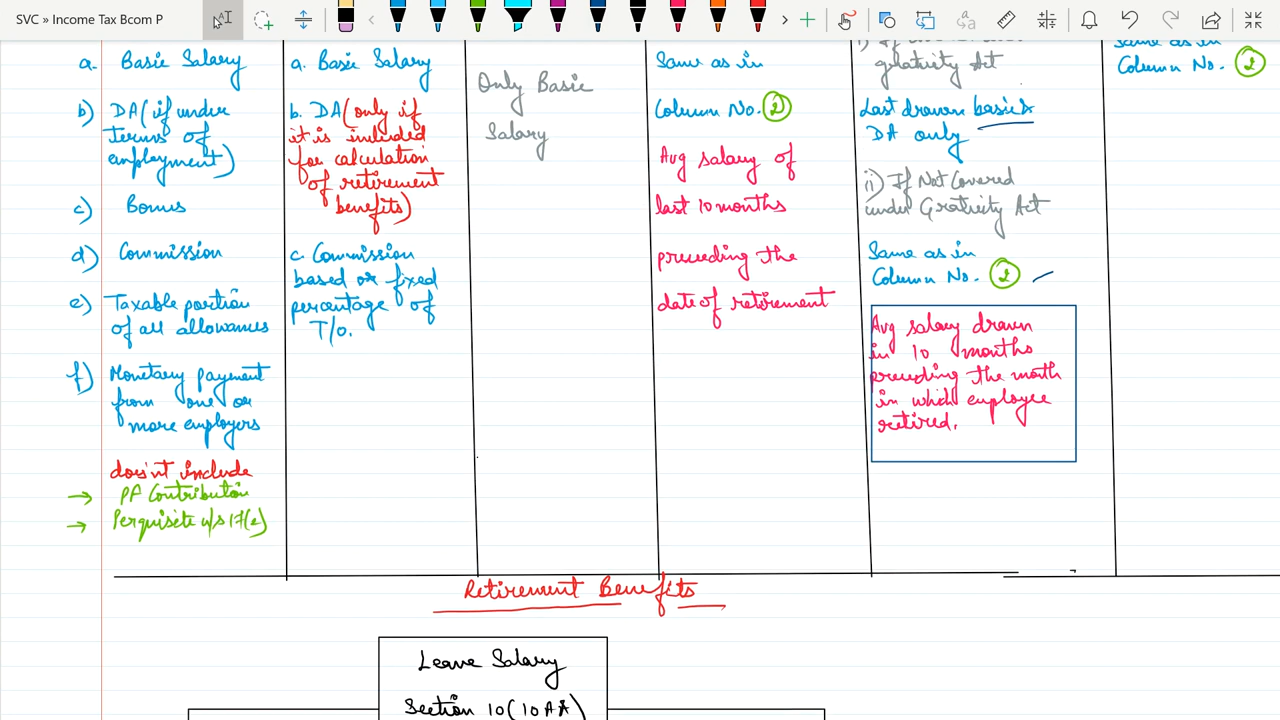 SVC » Income Tax Bcom P
a. Basic Salary
b) DA (if under
terms of
employment)
c) Bonus
d) Commission
e) Taxable portion
of all allowances
f) Monetary payment
from one or
more employers
does'nt include
→ PF Contribution
→ Perquisite u/s 17(2)
a. Basic Salary
b. DA (only if
it is included
for calculation
of retirement
benefits)
c. Commission
based on fixed
percentage of
T/O.
Only Basic
Salary
Same as in
Column No. 2
Avg salary of
last 10 months
preceding the
date of retirement
gratuity Act
Last drawn basic &
DA only
ii) If Not Covered
under Gratuity Act
Same as in
Column No. 2
Avg salary drawn
in 10 months
preceding the month
in which employee
retired.
Same as in
Column No. 2
Retirement Benefits
Leave Salary
Section 10(10AA)